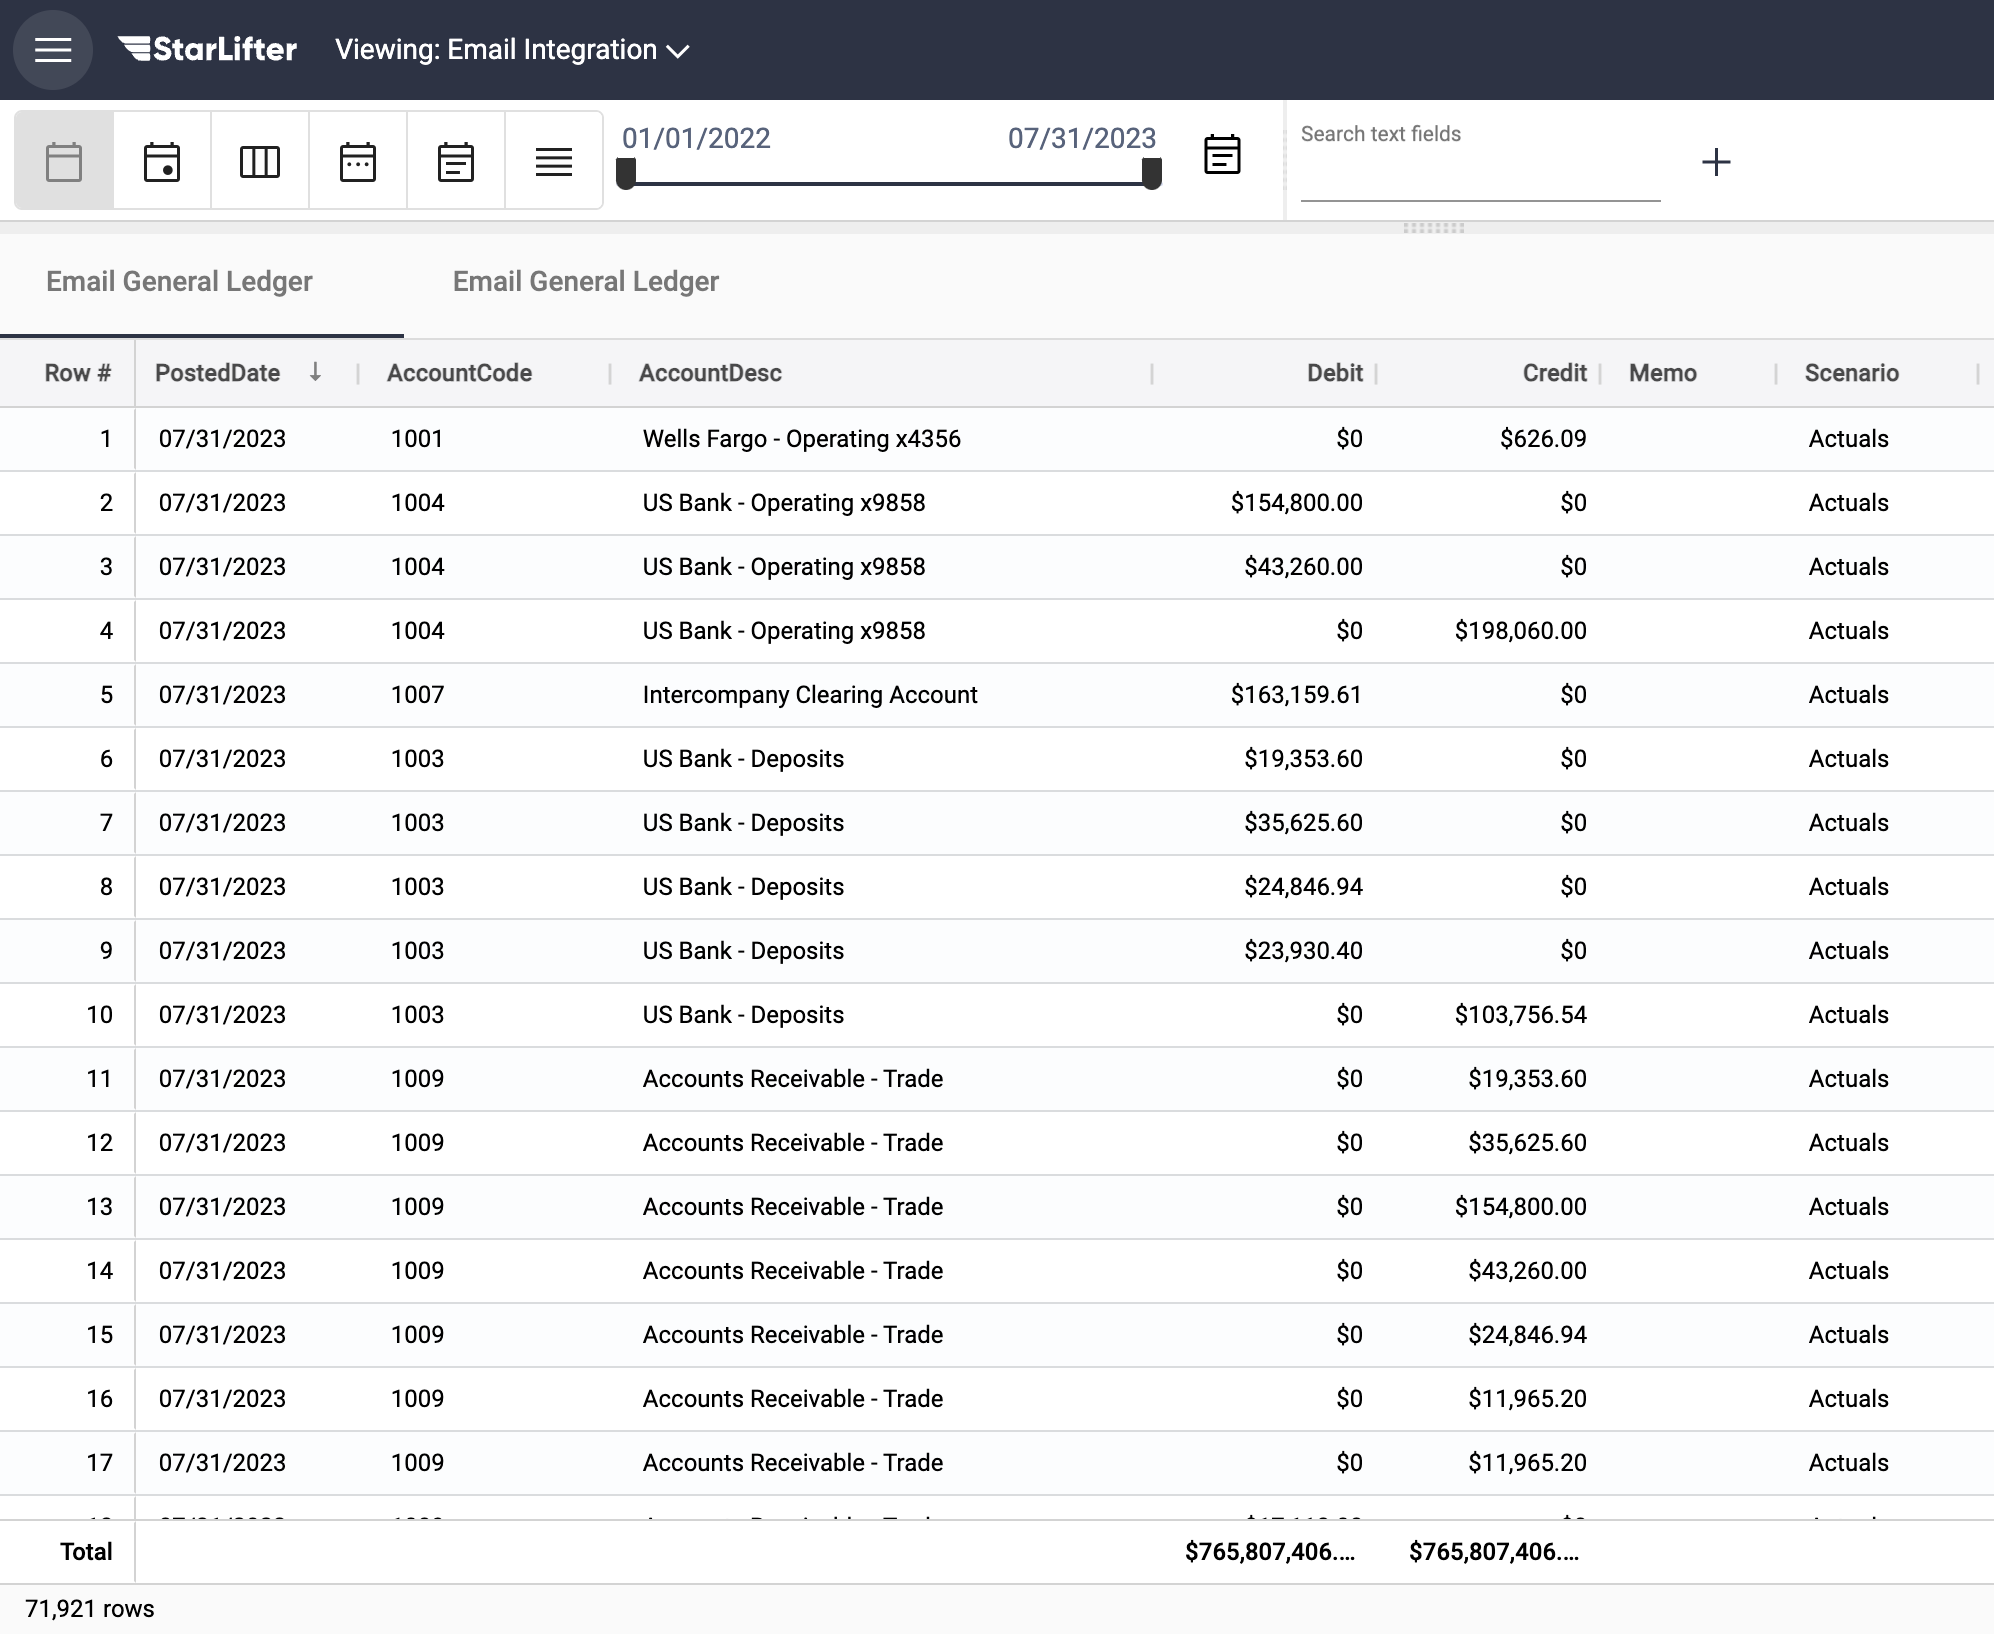 StarLifter Viewing: Email Integration
01/01/2022 07/31/2023 Search text fields
Email General Ledger Email General Ledger
Row # PostedDate AccountCode AccountDesc Debit Credit Memo Scenario
1 07/31/2023 1001 Wells Fargo - Operating x4356 $0 $626.09 Actuals
2 07/31/2023 1004 US Bank - Operating x9858 $154,800.00 $0 Actuals
3 07/31/2023 1004 US Bank - Operating x9858 $43,260.00 $0 Actuals
4 07/31/2023 1004 US Bank - Operating x9858 $0 $198,060.00 Actuals
5 07/31/2023 1007 Intercompany Clearing Account $163,159.61 $0 Actuals
6 07/31/2023 1003 US Bank - Deposits $19,353.60 $0 Actuals
7 07/31/2023 1003 US Bank - Deposits $35,625.60 $0 Actuals
8 07/31/2023 1003 US Bank - Deposits $24,846.94 $0 Actuals
9 07/31/2023 1003 US Bank - Deposits $23,930.40 $0 Actuals
10 07/31/2023 1003 US Bank - Deposits $0 $103,756.54 Actuals
11 07/31/2023 1009 Accounts Receivable - Trade $0 $19,353.60 Actuals
12 07/31/2023 1009 Accounts Receivable - Trade $0 $35,625.60 Actuals
13 07/31/2023 1009 Accounts Receivable - Trade $0 $154,800.00 Actuals
14 07/31/2023 1009 Accounts Receivable - Trade $0 $43,260.00 Actuals
15 07/31/2023 1009 Accounts Receivable - Trade $0 $24,846.94 Actuals
16 07/31/2023 1009 Accounts Receivable - Trade $0 $11,965.20 Actuals
17 07/31/2023 1009 Accounts Receivable - Trade $0 $11,965.20 Actuals
Total $765,807,406.... $765,807,406....
71,921 rows